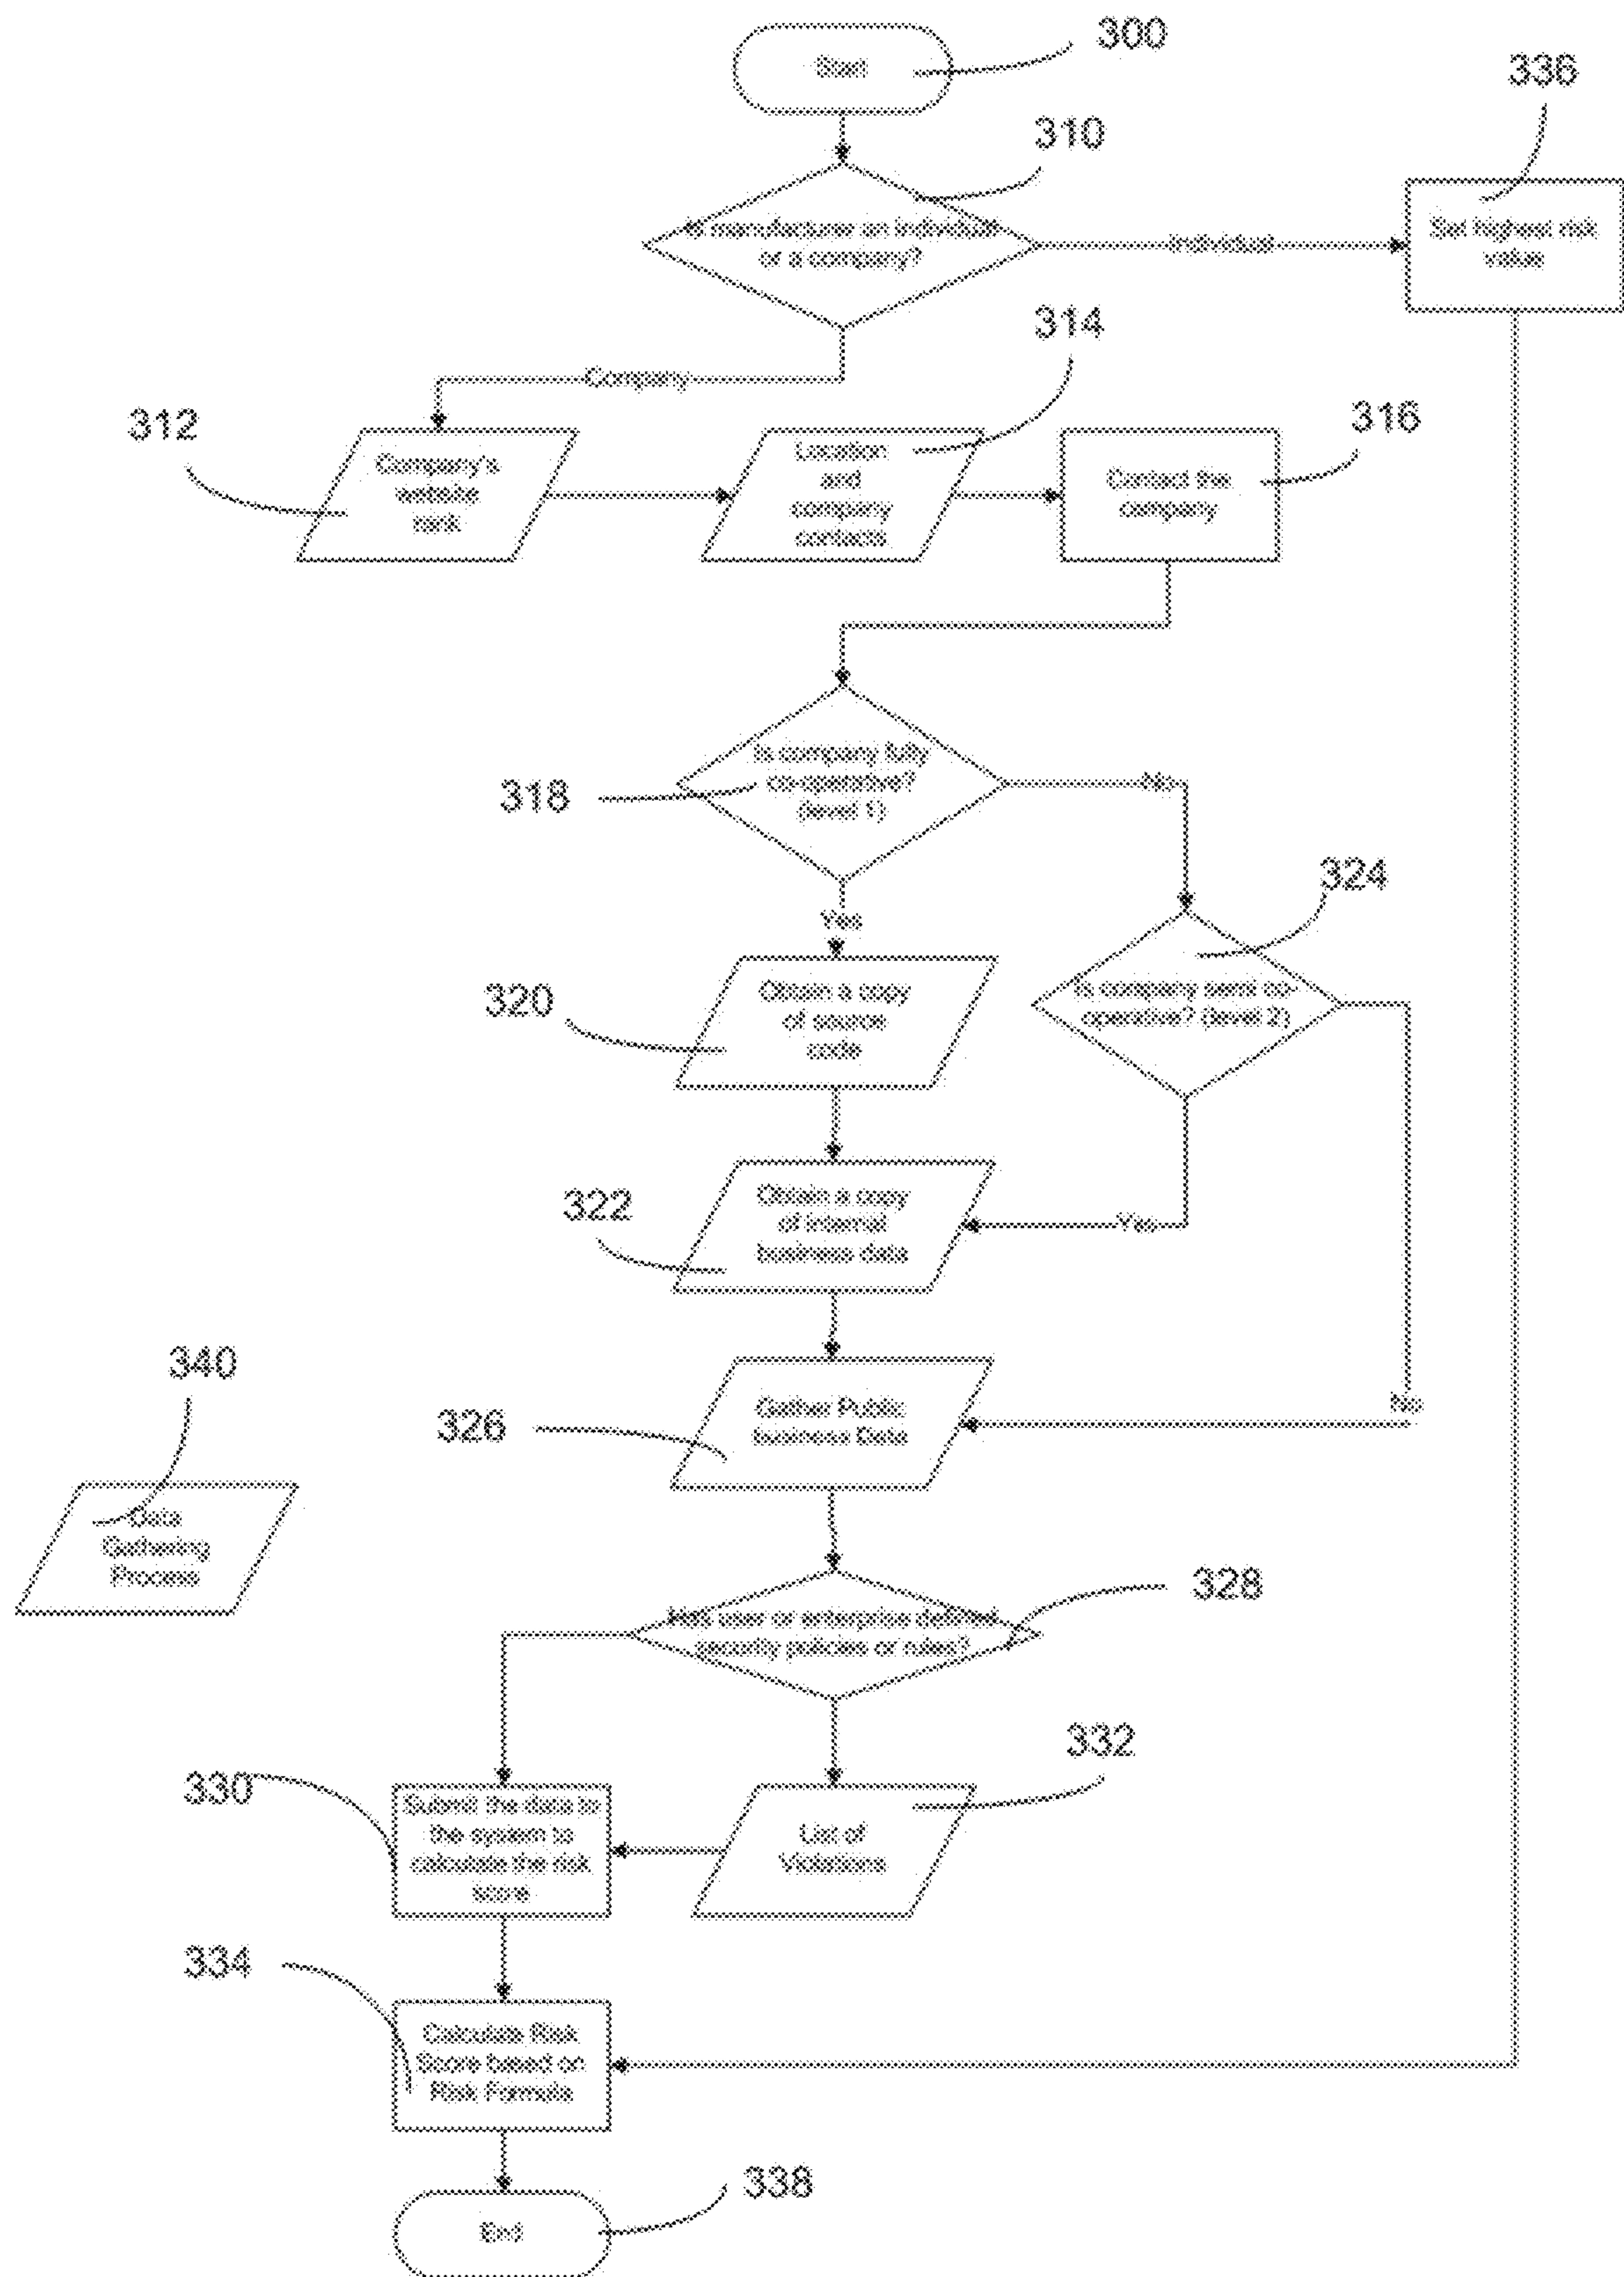 300
Start
336
310
Is manufacturer an individual
or a company?
Individual
Set highest risk
value
314
Company
312
316
Company's
website
rank
Location
and
company
contacts
Contact the
company
Is company fully
co-operative?
(level 1)
318
No
324
Yes
Is company semi co-
operative? (level 2)
320
Obtain a copy
of source
code
322
Obtain a copy
of internal
business data
Yes
340
326
Gather Public
business Data
No
Data
Gathering
Process
328
Has user or enterprise defined
security policies or rules?
332
330
Submit the data to
the system to
calculate the risk
score
List of
Violations
334
Calculate Risk
Score based on
Risk Formula
338
End